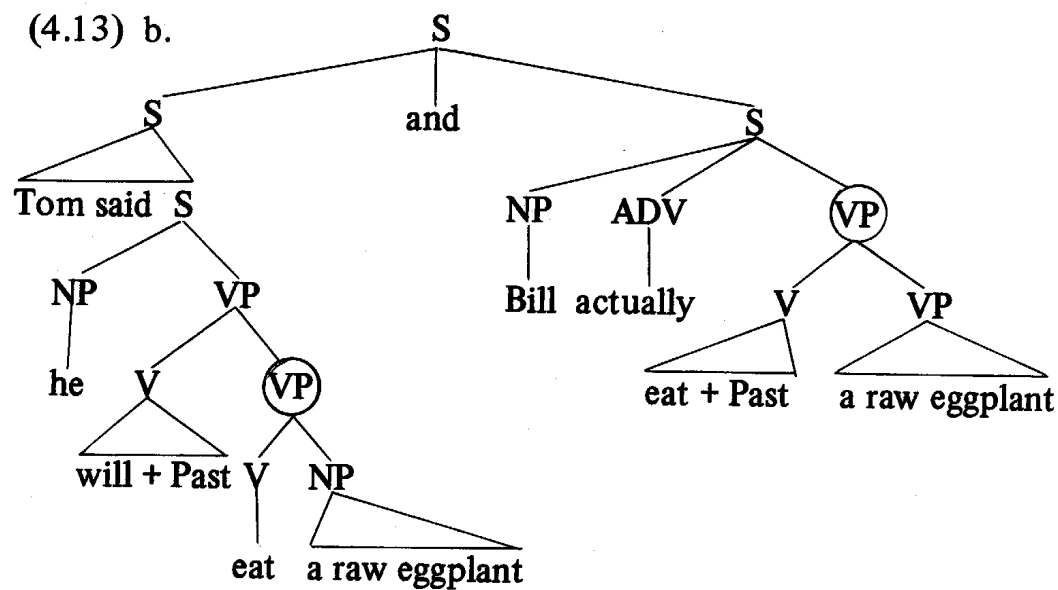 (4.13) b.
S
S and S
Tom said S
NP ADV VP
NP VP
Bill actually V VP
he V VP
eat + Past a raw eggplant
will + Past V NP
eat a raw eggplant